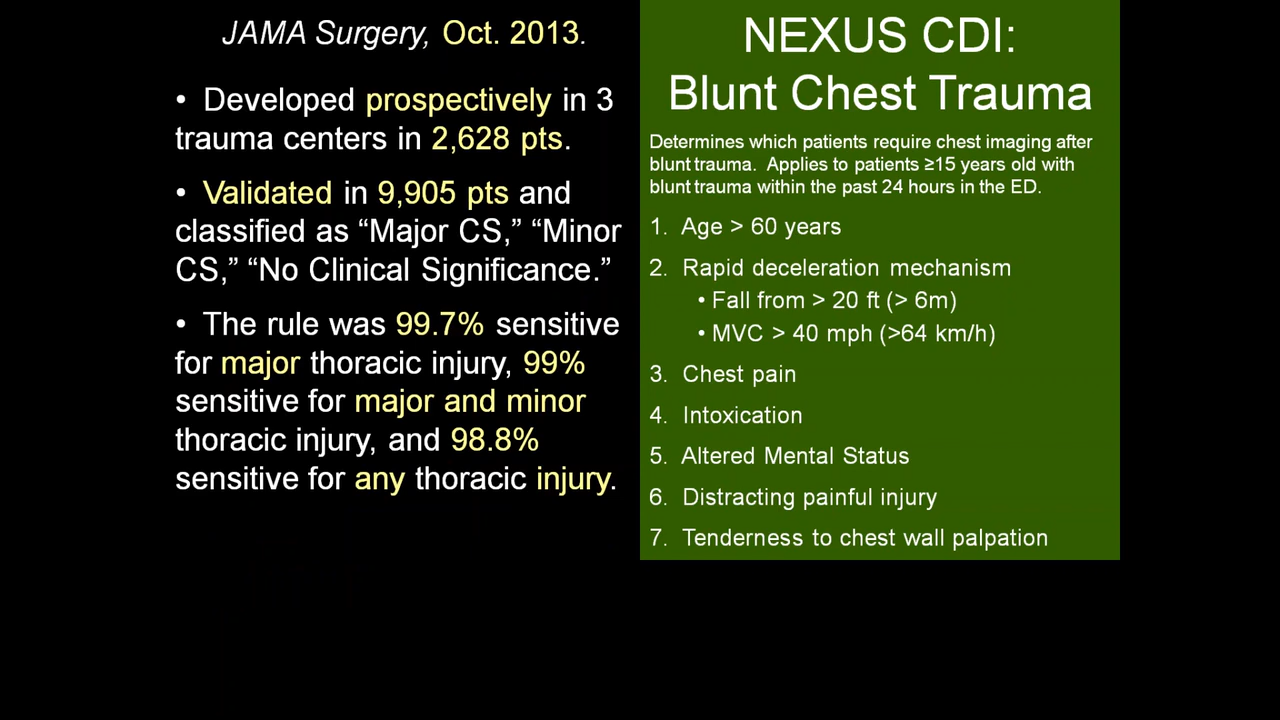 JAMA Surgery, Oct. 2013.
• Developed prospectively in 3
trauma centers in 2,628 pts.
• Validated in 9,905 pts and
classified as “Major CS,” “Minor
CS,” “No Clinical Significance.”
• The rule was 99.7% sensitive
for major thoracic injury, 99%
sensitive for major and minor
thoracic injury, and 98.8%
sensitive for any thoracic injury.
NEXUS CDI:
Blunt Chest Trauma
Determines which patients require chest imaging after
blunt trauma. Applies to patients ≥15 years old with
blunt trauma within the past 24 hours in the ED.
1. Age > 60 years
2. Rapid deceleration mechanism
• Fall from > 20 ft (> 6m)
• MVC > 40 mph (>64 km/h)
3. Chest pain
4. Intoxication
5. Altered Mental Status
6. Distracting painful injury
7. Tenderness to chest wall palpation